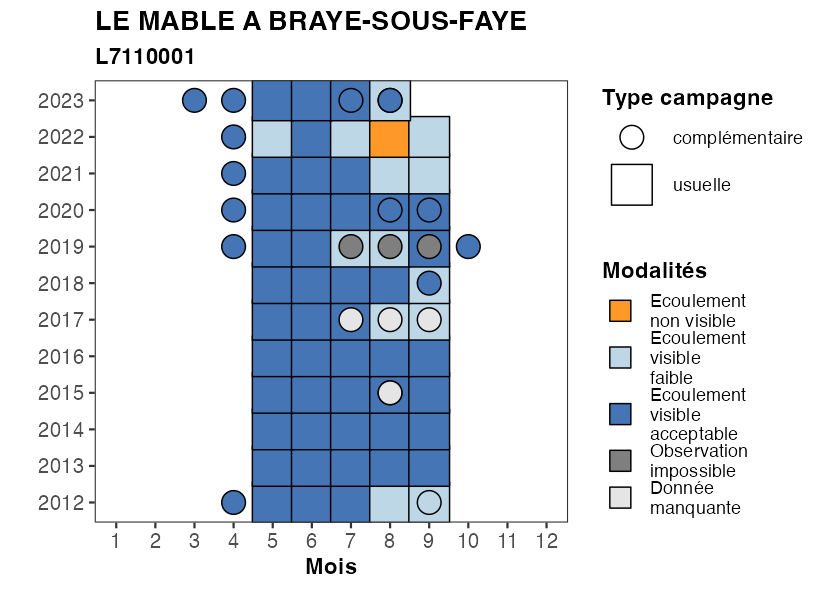 LE MABLE A BRAYE-SOUS-FAYE
L7110001
2023
2022
2021
2020
2019
2018
2017
2016
2015
2014
2013
2012
1 2 3 4 5 6 7 8 9 10 11 12
Mois
Type campagne
complémentaire
usuelle
Modalités
Ecoulement
non visible
Ecoulement
visible
faible
Ecoulement
visible
acceptable
Observation
impossible
Donnée
manquante